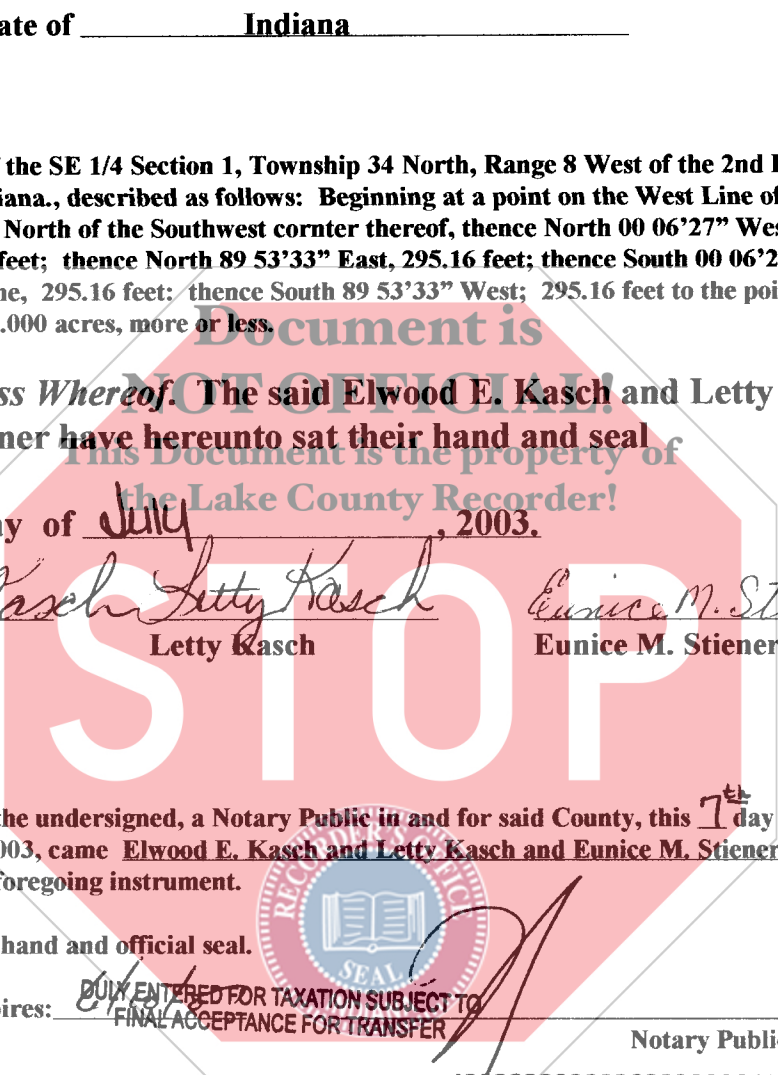 ate of Indiana
the SE 1/4 Section 1, Township 34 North, Range 8 West of the 2nd
iana., described as follows: Beginning at a point on the West Line of
North of the Southwest cornter thereof, thence North 00 06'27” Wes
feet; thence North 89 53'33” East, 295.16 feet; thence South 00 06'2
ne, 295.16 feet: thence South 89 53'33” West; 295.16 feet to the poi
.000 acres, more or less.
Document is
NOT OFFICIAL!
ss Whereof. The said Elwood E. Kasch and Letty
ner have hereunto sat their hand and seal
This Document is the property of
the Lake County Recorder!
y of July, 2003.
Kasch Letty Kasch Eunice M. St
Letty Kasch Eunice M. Stiener
STOP
the undersigned, a Notary Public in and for said County, this 7th day
003, came Elwood E. Kasch and Letty Kasch and Eunice M. Stiener
foregoing instrument.
RECORDER'S OFFICE
SEAL
hand and official seal.
DULY ENTERED FOR TAXATION SUBJECT TO
FINAL ACCEPTANCE FOR TRANSFER
ires:
Notary Publi